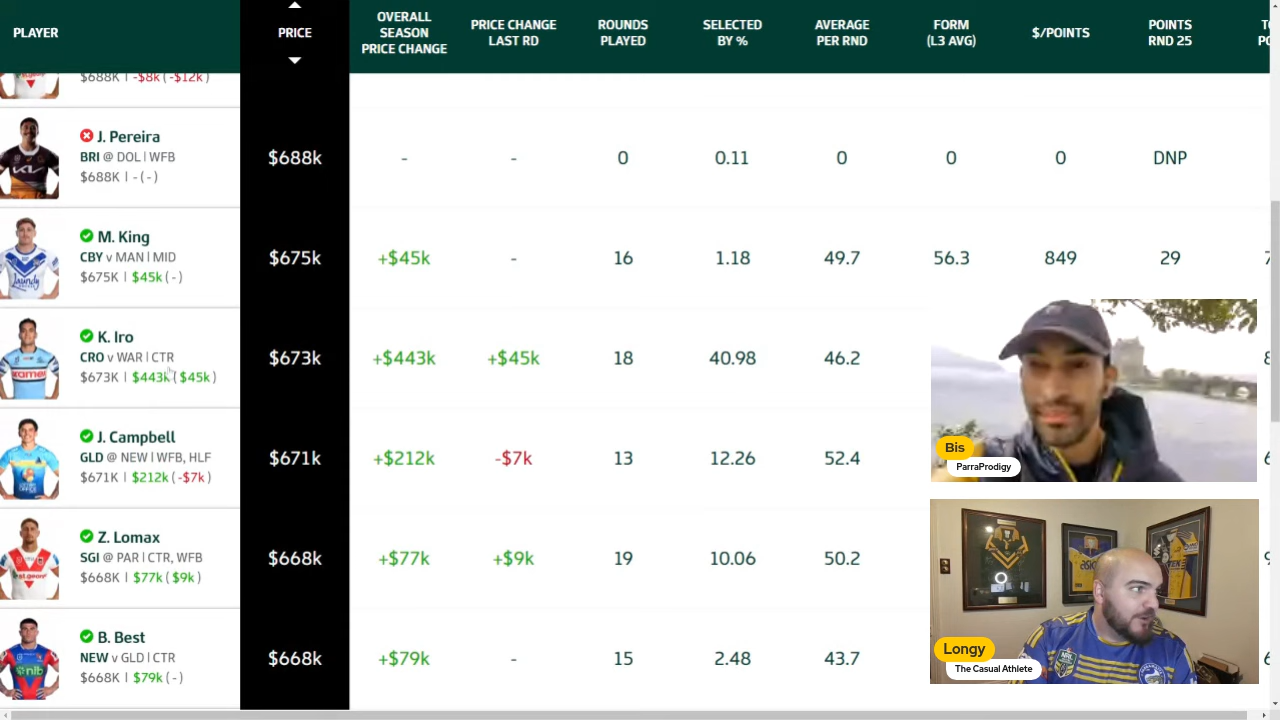 PLAYER
PRICE
OVERALL
SEASON
PRICE CHANGE
PRICE CHANGE
LAST RD
ROUNDS
PLAYED
SELECTED
BY %
AVERAGE
PER RND
FORM
(L3 AVG)
$/POINTS
POINTS
RND 25
$688K | -$8k ( -$12k )
J. Pereira
BRI @ DOL | WFB
$688K | - ( - )
$688k
-
-
0
0.11
0
0
0
DNP
M. King
CBY v MAN | MID
$675K | $45k ( - )
$675k
+$45k
-
16
1.18
49.7
56.3
849
29
K. Iro
CRO v WAR | CTR
$673K | $443k ( $45k )
$673k
+$443k
+$45k
18
40.98
46.2
J. Campbell
GLD @ NEW | WFB, HLF
$671K | $212k ( -$7k )
$671k
+$212k
-$7k
13
12.26
52.4
Z. Lomax
SGI @ PAR | CTR, WFB
$668K | $77k ( $9k )
$668k
+$77k
+$9k
19
10.06
50.2
B. Best
NEW v GLD | CTR
$668K | $79k ( - )
$668k
+$79k
-
15
2.48
43.7
Bis
ParraProdigy
Longy
The Casual Athlete